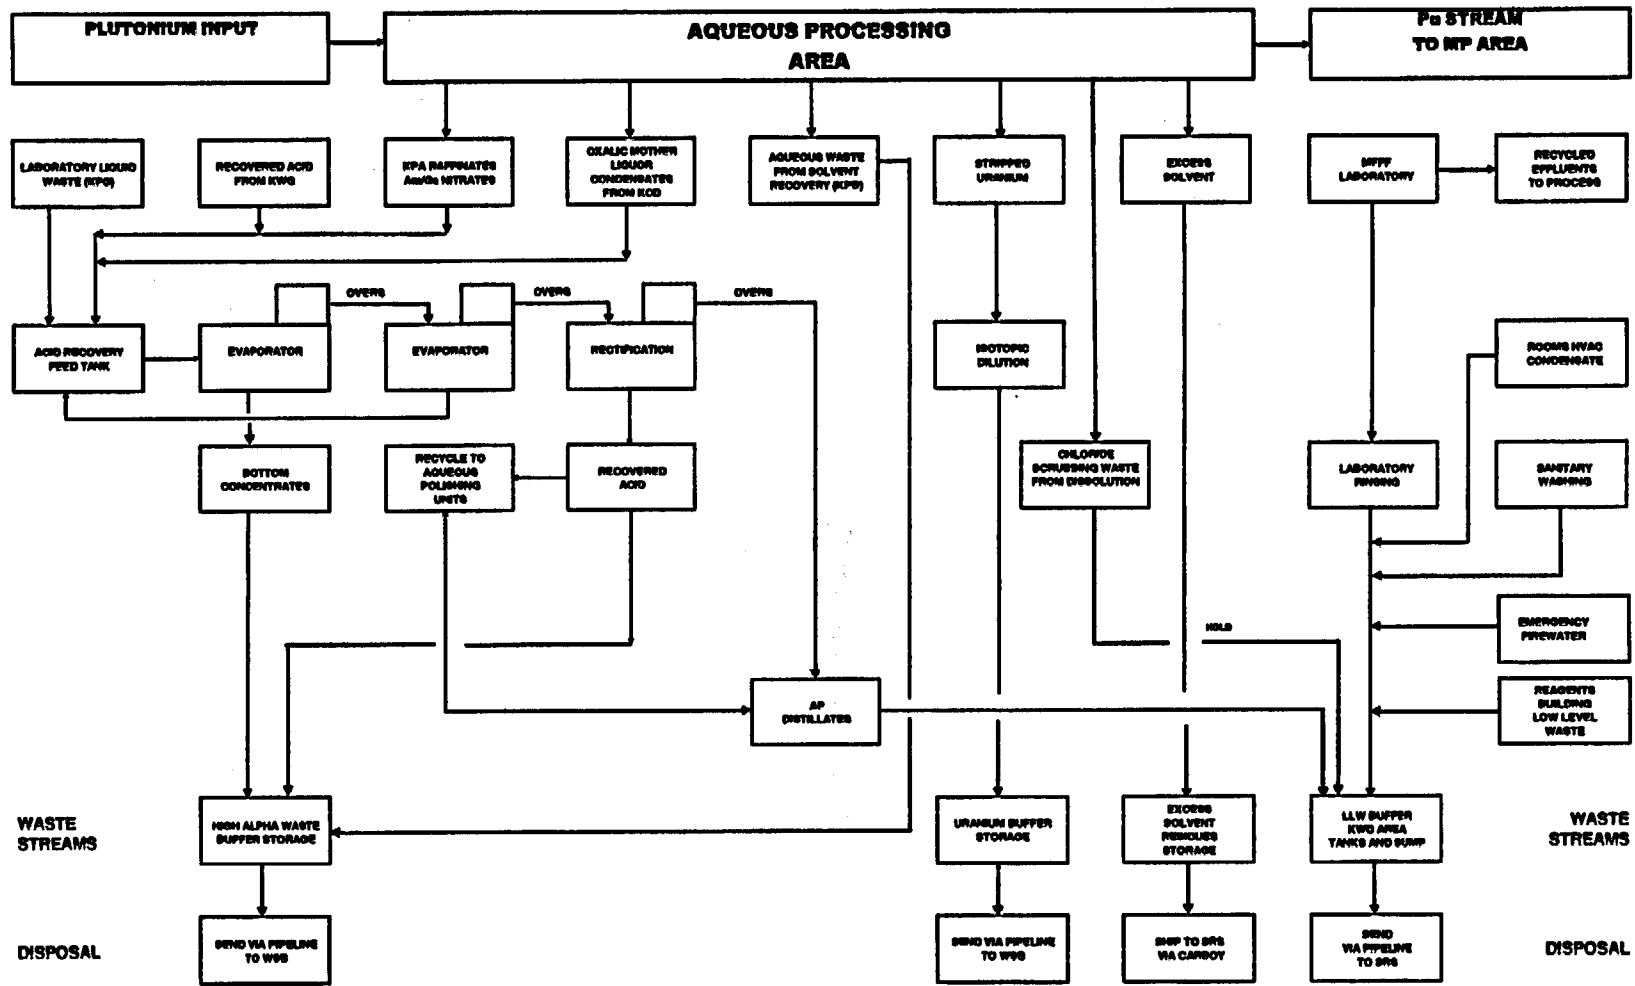 PLUTONIUM INPUT
AQUEOUS PROCESSING
AREA
Pu STREAM
TO MP AREA
LABORATORY LIQUID
WASTE (KPG)
RECOVERED ACID
FROM KWG
KPA RAFFINATES
NITRATES
OXALIC MOTHER
LIQUOR
CONDENSATES
FROM KCD
AQUEOUS WASTE
FROM SOLVENT
RECOVERY (KPB)
STRIPPED
URANIUM
EXCESS
SOLVENT
MFFF
LABORATORY
RECYCLED
EFFLUENTS
TO PROCESS
OVERS
OVERS
OVERS
ACID RECOVERY
FEED TANK
EVAPORATOR
EVAPORATOR
RECTIFICATION
ISOTOPIC
DILUTION
ROOMS HVAC
CONDENSATE
BOTTOM
CONCENTRATES
RECYCLE TO
AQUEOUS
POLISHING
UNITS
RECOVERED
ACID
CHLORIDE
SCRUBBING WASTE
FROM DISSOLUTION
LABORATORY
RINSING
SANITARY
WASHING
HOLD
EMERGENCY
FIREWATER
AP
DISTILLATES
REAGENTS
BUILDING
LOW LEVEL
WASTE
WASTE
STREAMS
HIGH ALPHA WASTE
BUFFER STORAGE
URANIUM BUFFER
STORAGE
EXCESS
SOLVENT
RESIDUES
STORAGE
LLW BUFFER
KWD AREA
TANKS AND SUMP
WASTE
STREAMS
DISPOSAL
SEND VIA PIPELINE
TO WSB
SEND VIA PIPELINE
TO WSB
SHIP TO SRS
VIA CARBOY
SEND
VIA PIPELINE
TO SRS
DISPOSAL